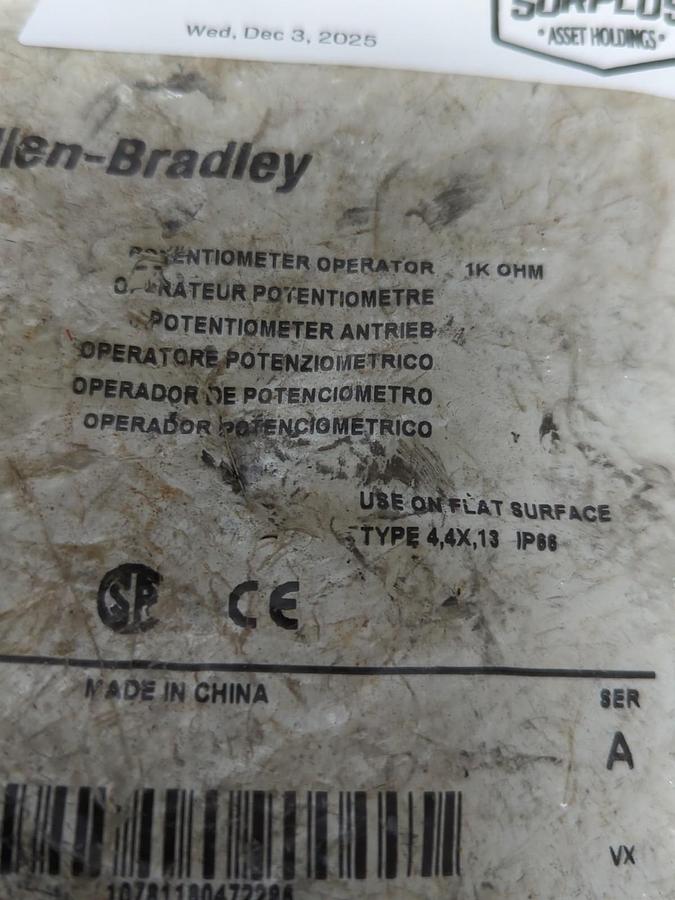 SURPLUS
• ASSET HOLDINGS •
Wed, Dec 3, 2025
llen-Bradley
POTENTIOMETER OPERATOR 1K OHM
OPÉRATEUR POTENTIOMETRE
POTENTIOMETER ANTRIEB
OPERATORE POTENZIOMETRICO
OPERADOR DE POTENCIOMETRO
OPERADOR POTENCIOMETRICO
USE ON FLAT SURFACE
TYPE 4,4X,13 IP66
CE
MADE IN CHINA
SER
A
VX
10781180472286